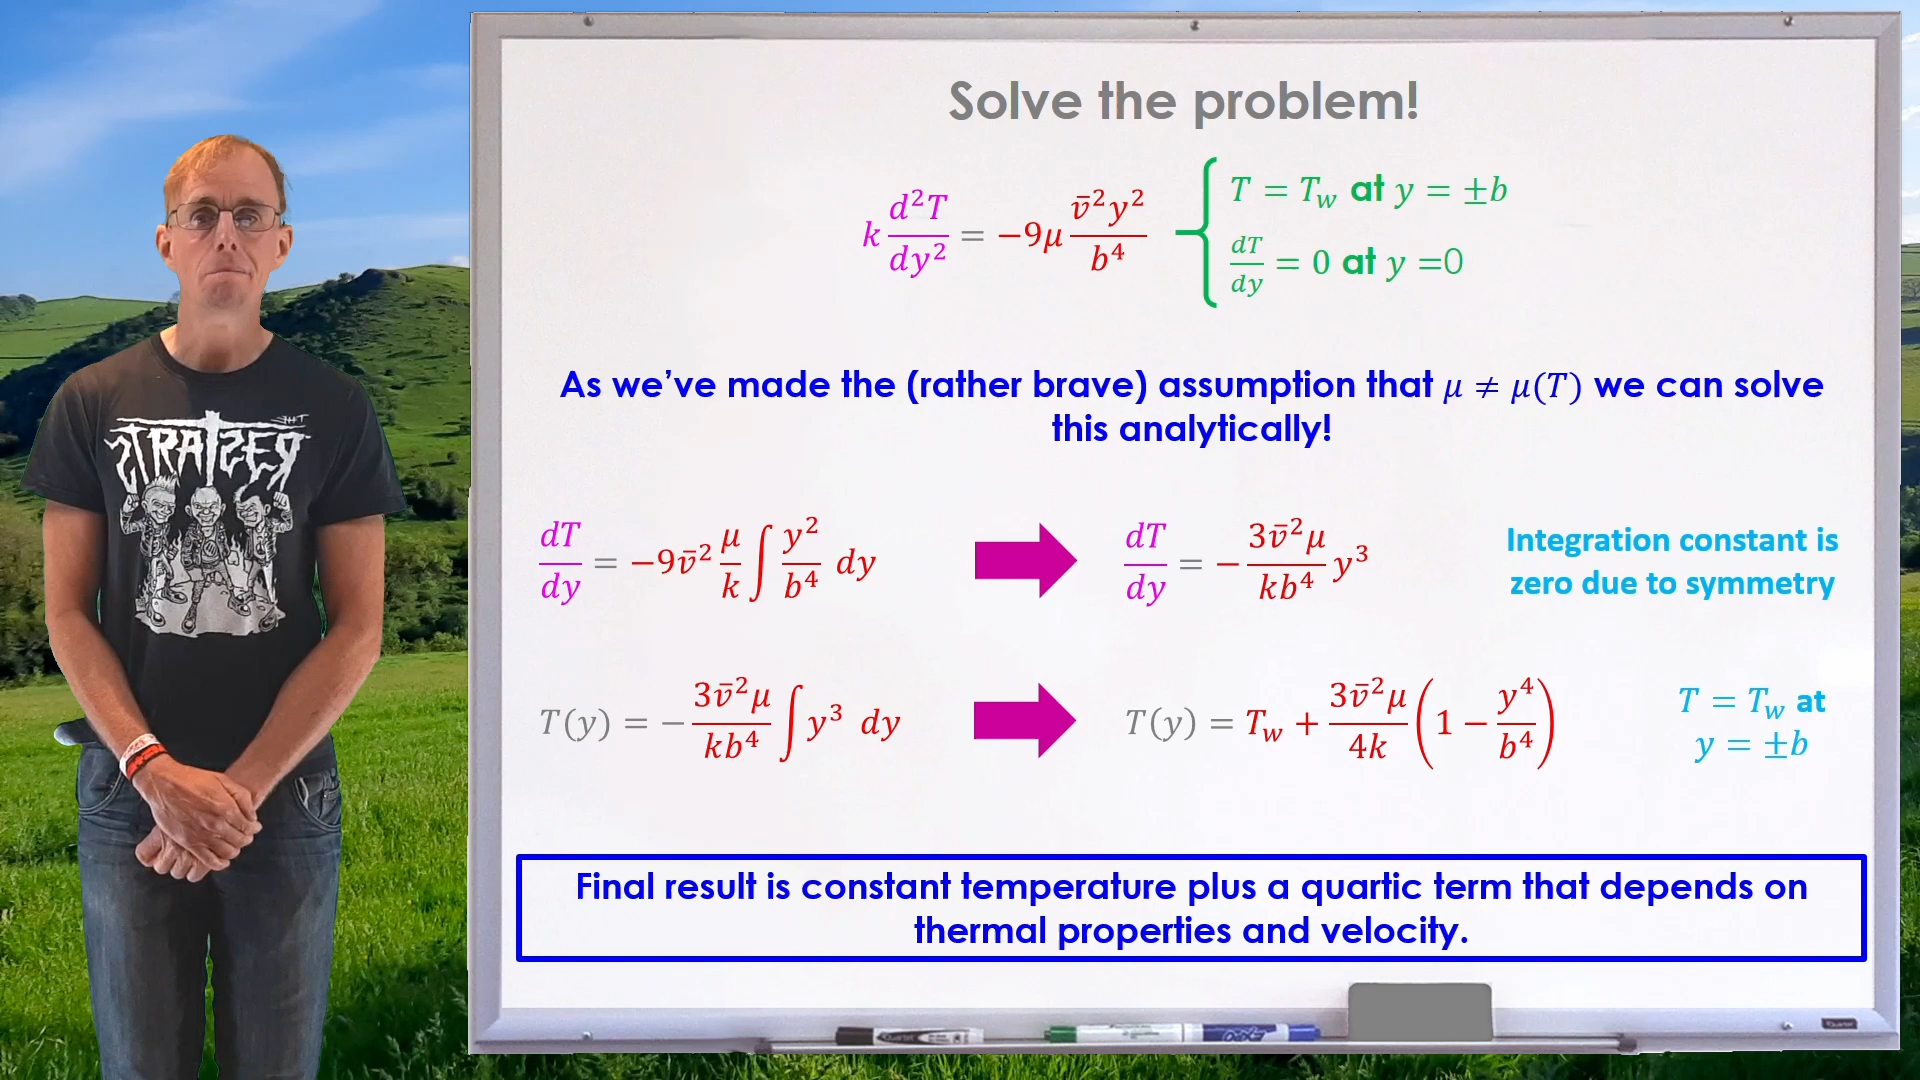 Solve the problem!
k d²T/dy² = −9μ v̄²y²/b⁴
T = T_w at y = ±b
dT/dy = 0 at y =0
As we've made the (rather brave) assumption that μ ≠ μ(T) we can solve
this analytically!
dT/dy = −9v̄² μ/k ∫ y²/b⁴ dy
dT/dy = − 3v̄²μ/kb⁴ y³
Integration constant is
zero due to symmetry
T(y) = − 3v̄²μ/kb⁴ ∫ y³ dy
T(y) = T_w + 3v̄²μ/4k (1 − y⁴/b⁴)
T = T_w at
y = ±b
Final result is constant temperature plus a quartic term that depends on
thermal properties and velocity.